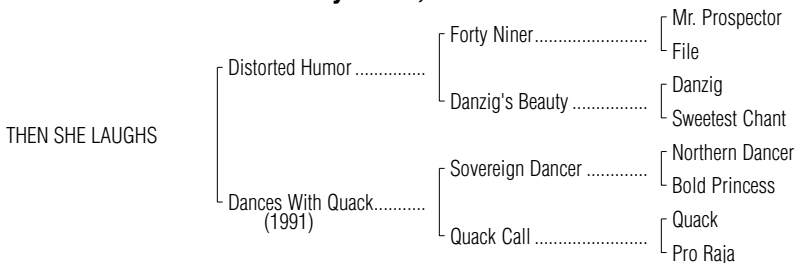 Mr. Prospector
Forty Niner........................
File
Distorted Humor ...............
Danzig
Danzig's Beauty ................
Sweetest Chant
THEN SHE LAUGHS
Northern Dancer
Sovereign Dancer .............
Bold Princess
Dances With Quack...........
(1991)
Quack
Quack Call ........................
Pro Raja